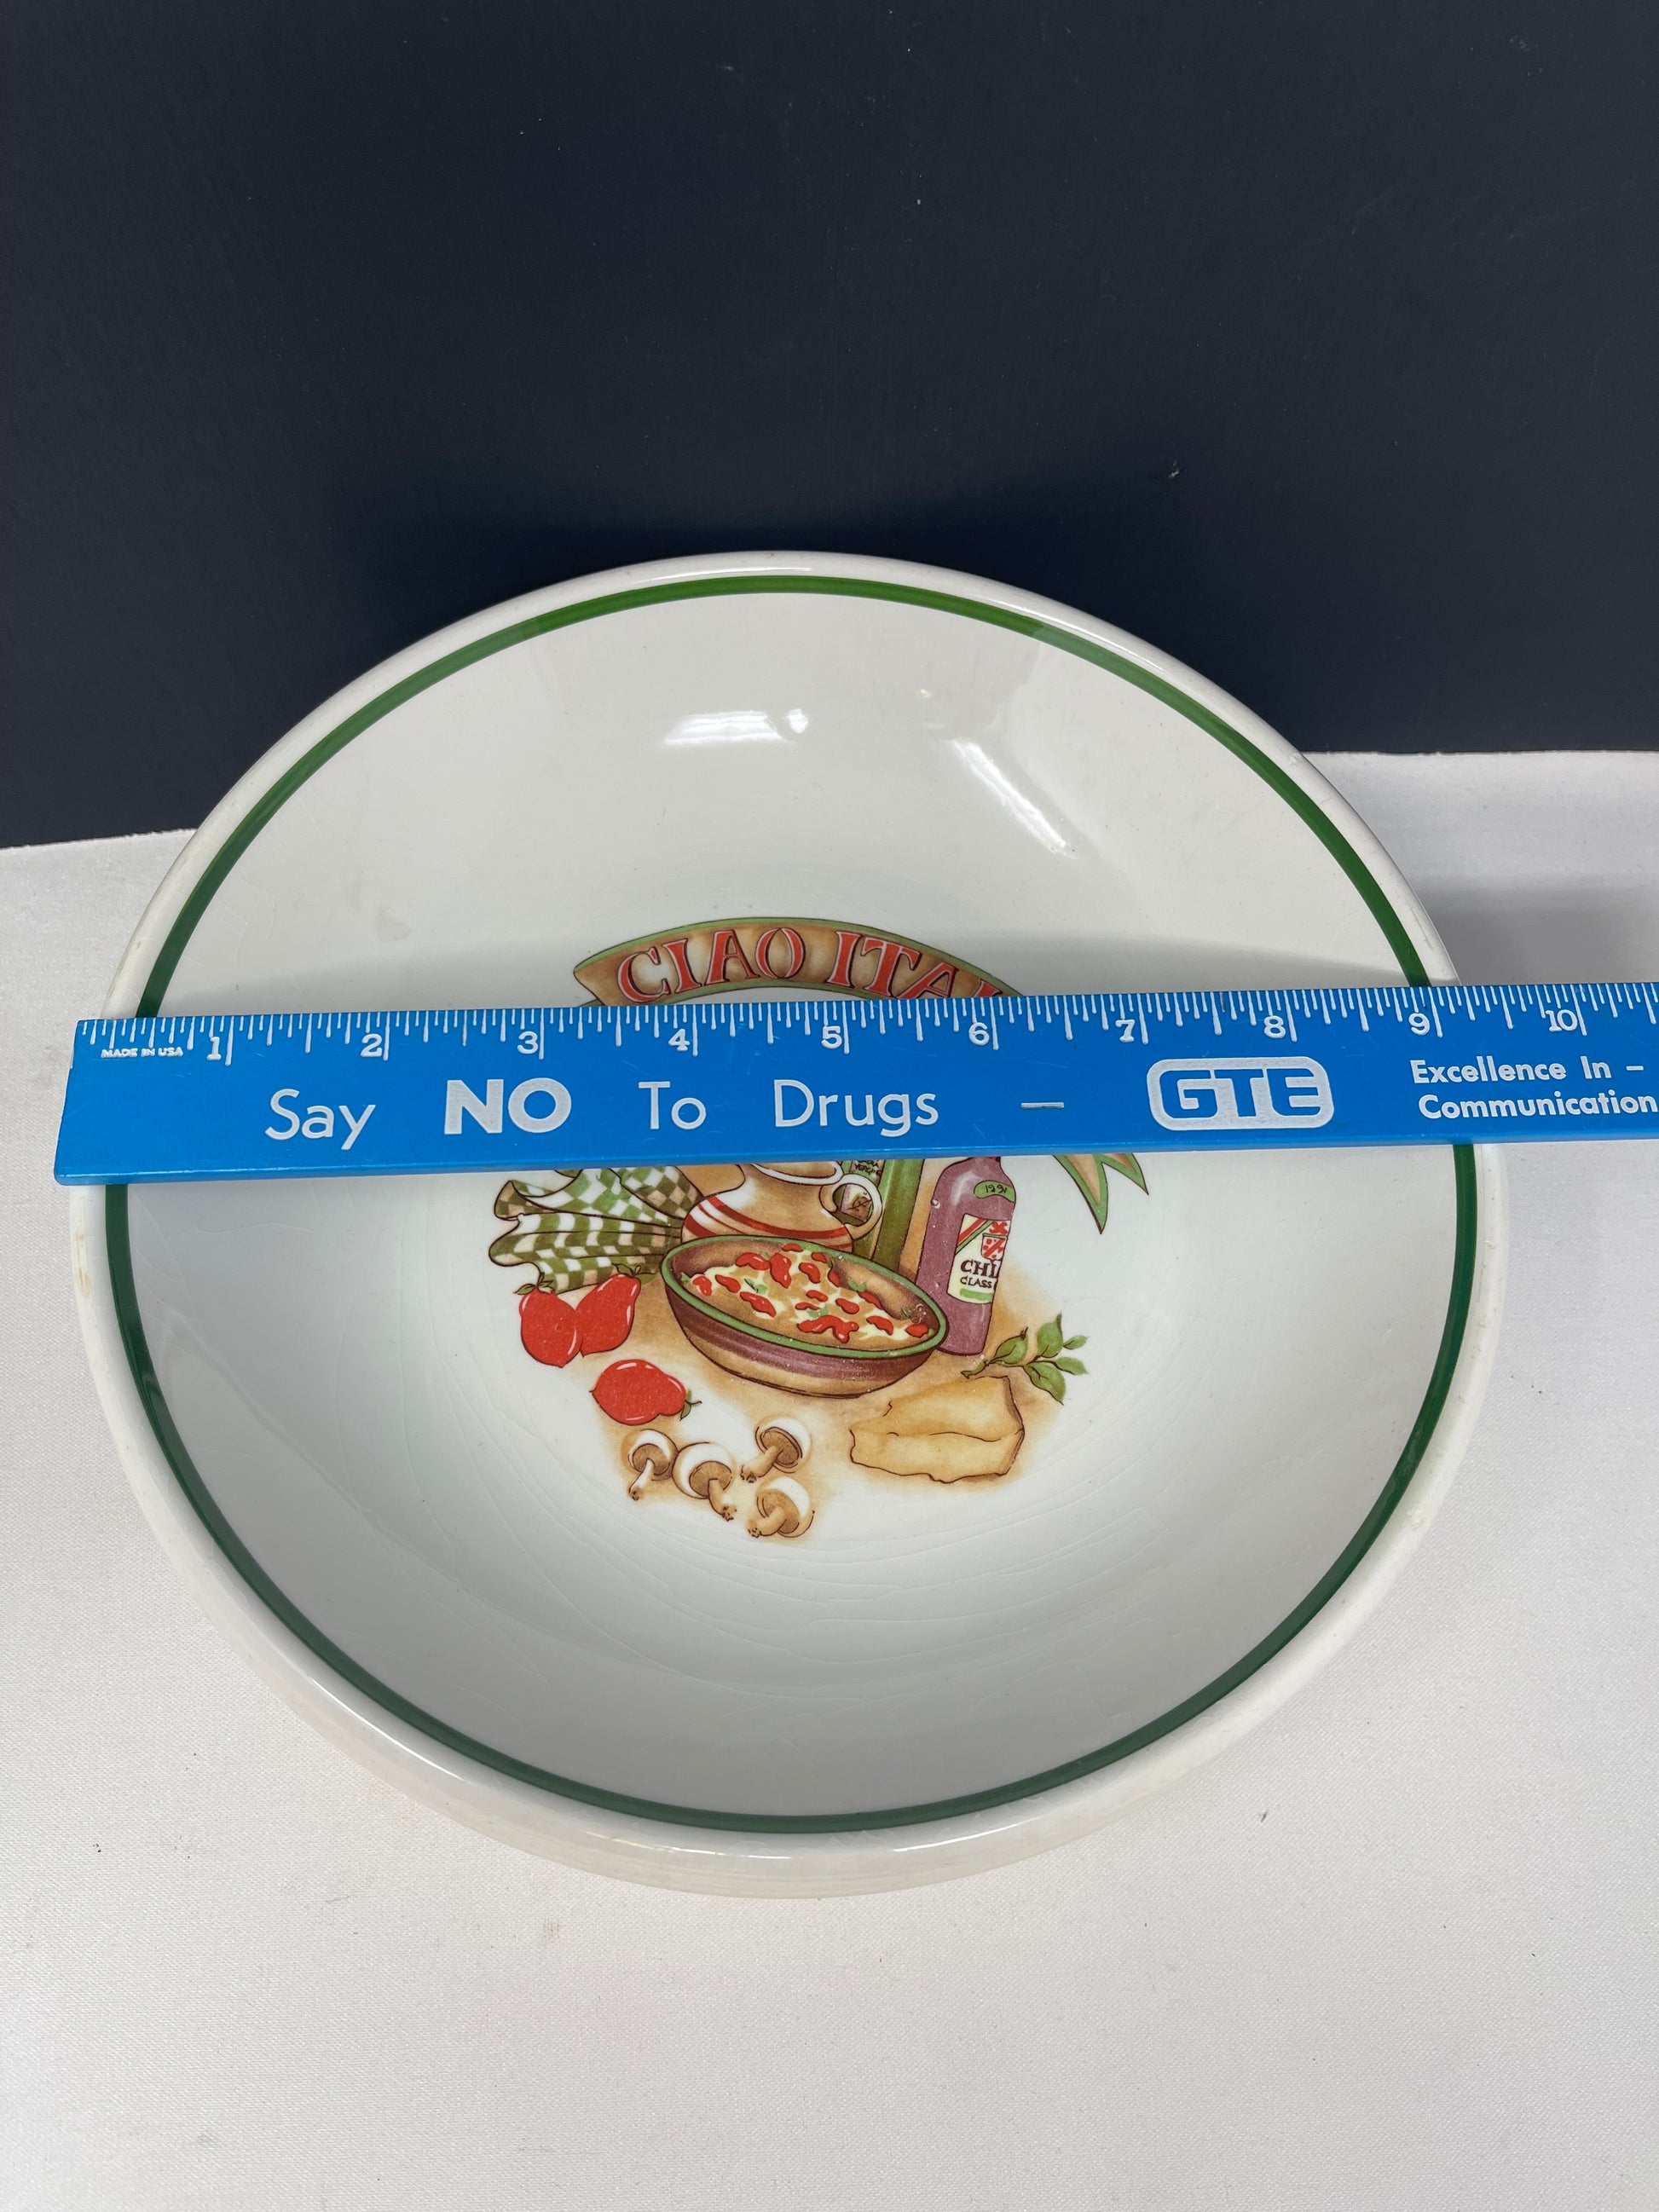 CIAO ITA
1 2 3 4 5 6 7 8 9 10
MADE IN USA
Say NO To Drugs – GTE
Excellence In –
Communication
1991
CHI
CLASS